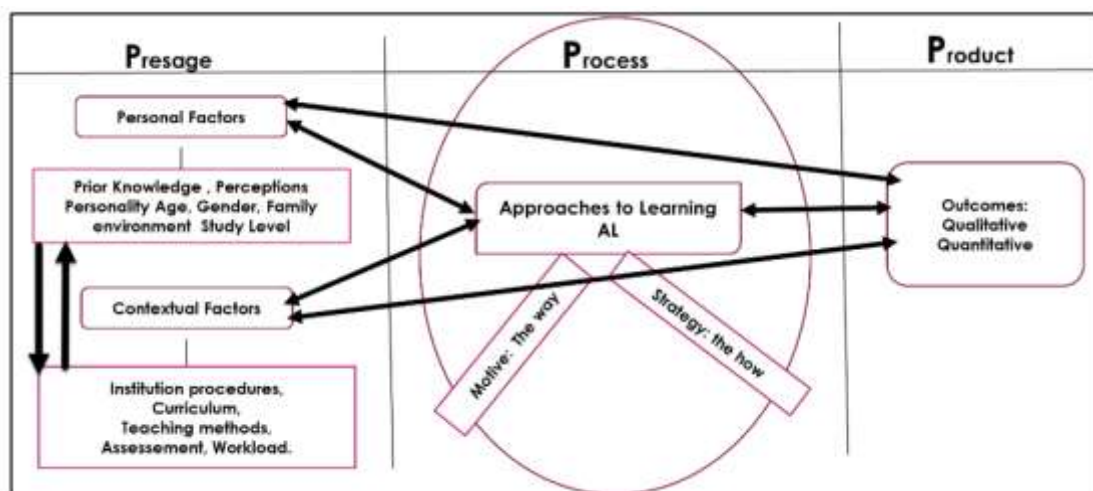 Presage
Process
Product
Personal Factors
Prior Knowledge , Perceptions
Personality Age, Gender, Family
environment Study Level
Contextual Factors
Institution procedures,
Curriculum,
Teaching methods,
Assessement, Workload.
Approaches to Learning
AL
Motive: The way
Strategy: the how
Outcomes:
Qualitative
Quantitative